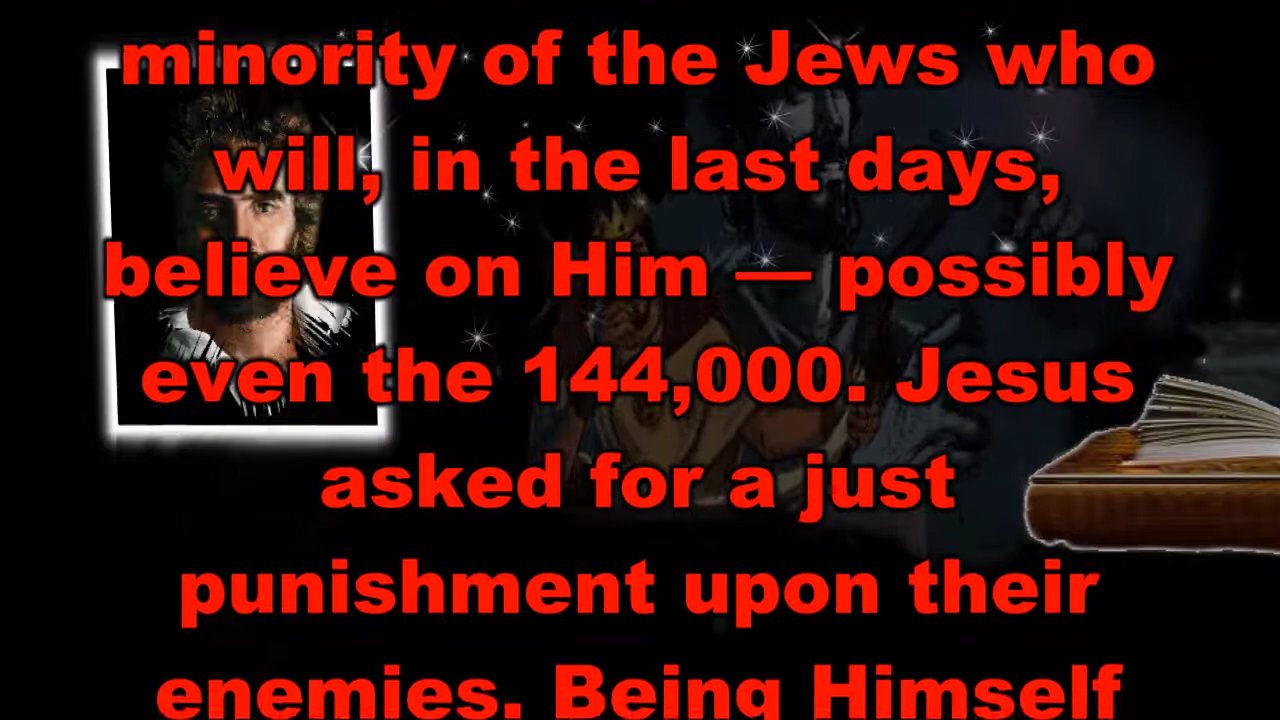 minority of the Jews who
will, in the last days,
believe on Him — possibly
even the 144,000. Jesus
asked for a just
punishment upon their
enemies. Being Himself